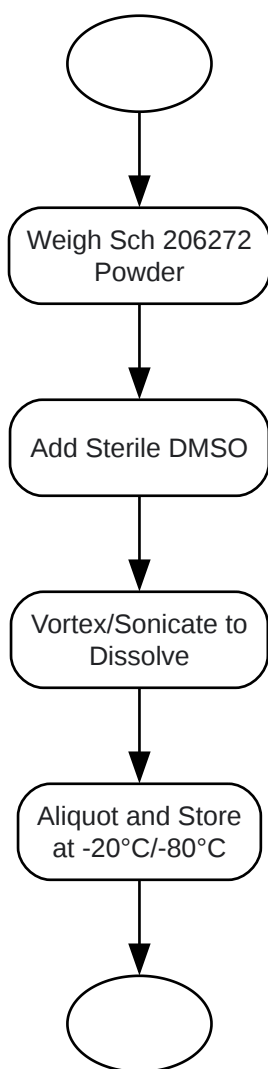 Weigh Sch 206272
Powder
Add Sterile DMSO
Vortex/Sonicate to
Dissolve
Aliquot and Store
at -20°C/-80°C